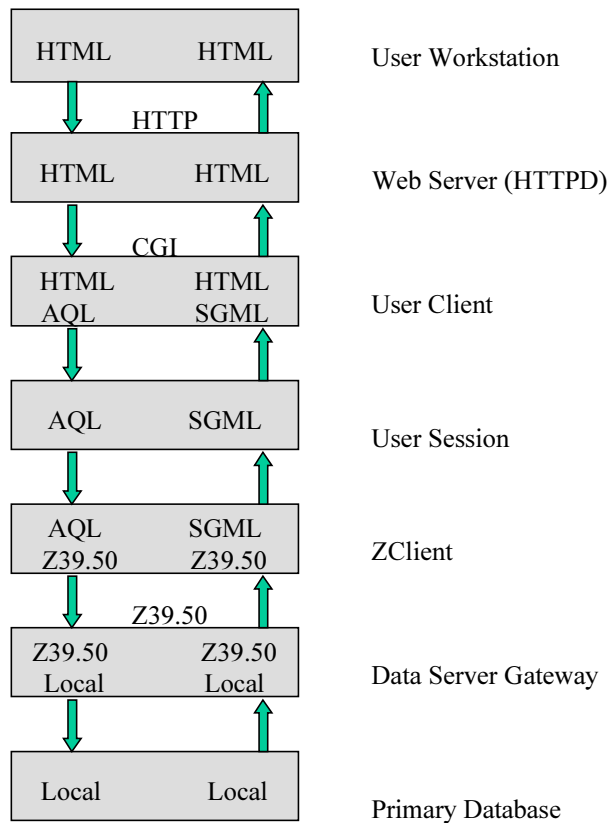 HTML HTML User Workstation
HTTP
HTML HTML Web Server (HTTPD)
CGI
HTML HTML
AQL SGML User Client
AQL SGML User Session
AQL SGML
Z39.50 Z39.50 ZClient
Z39.50
Z39.50 Z39.50
Local Local Data Server Gateway
Local Local Primary Database